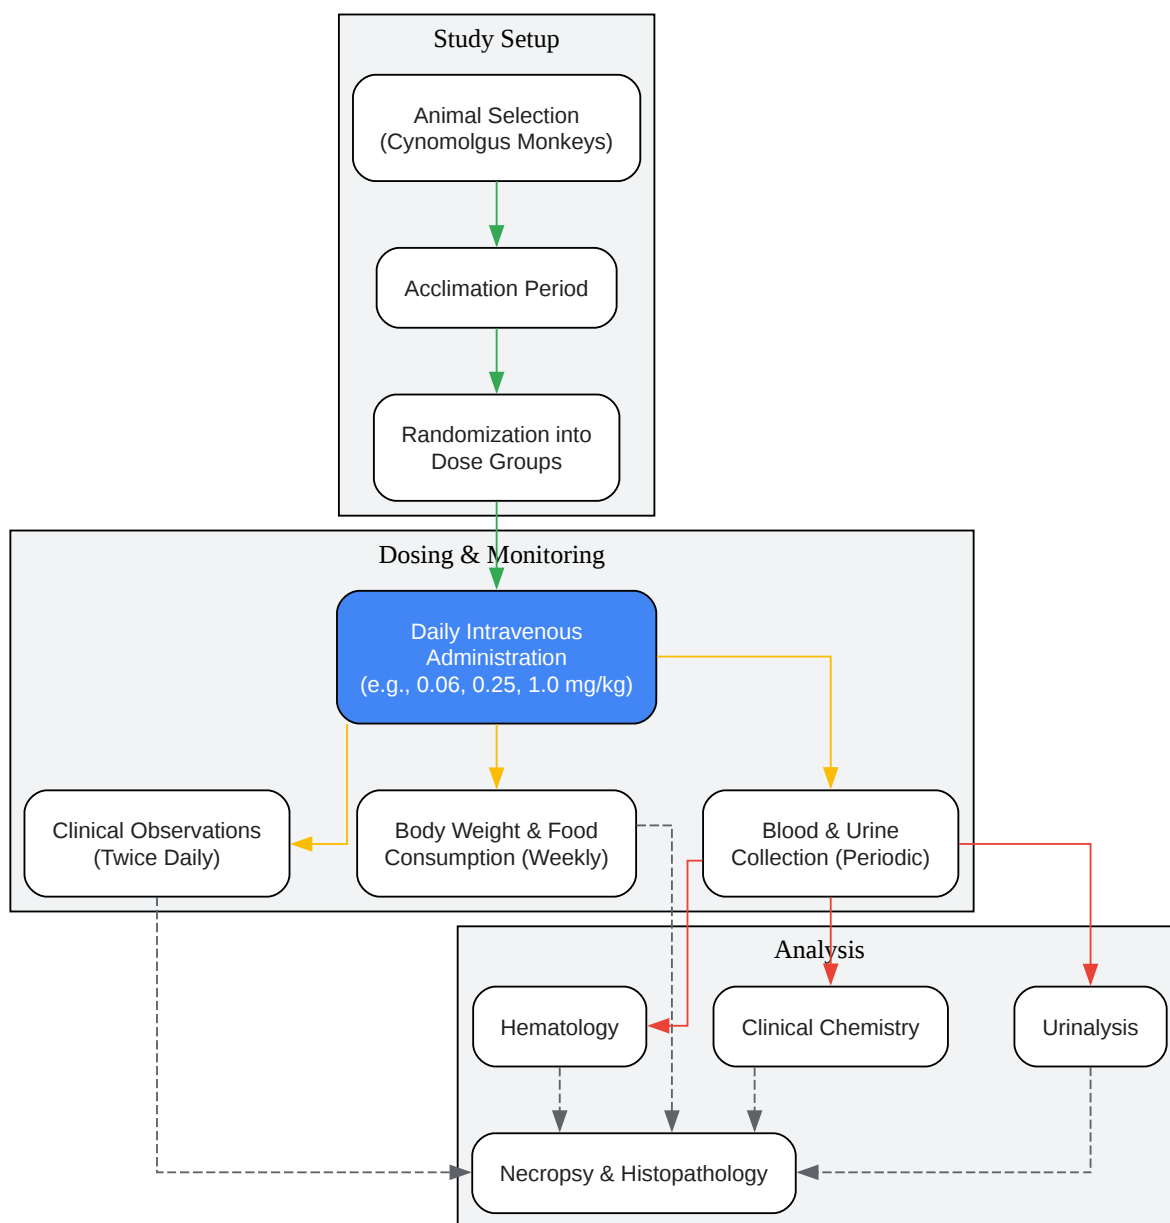 Study Setup
Animal Selection
(Cynomolgus Monkeys)
Acclimation Period
Randomization into
Dose Groups
Dosing & Monitoring
Daily Intravenous
Administration
(e.g., 0.06, 0.25, 1.0 mg/kg)
Clinical Observations
(Twice Daily)
Body Weight & Food
Consumption (Weekly)
Blood & Urine
Collection (Periodic)
Analysis
Hematology
Clinical Chemistry
Urinalysis
Necropsy & Histopathology